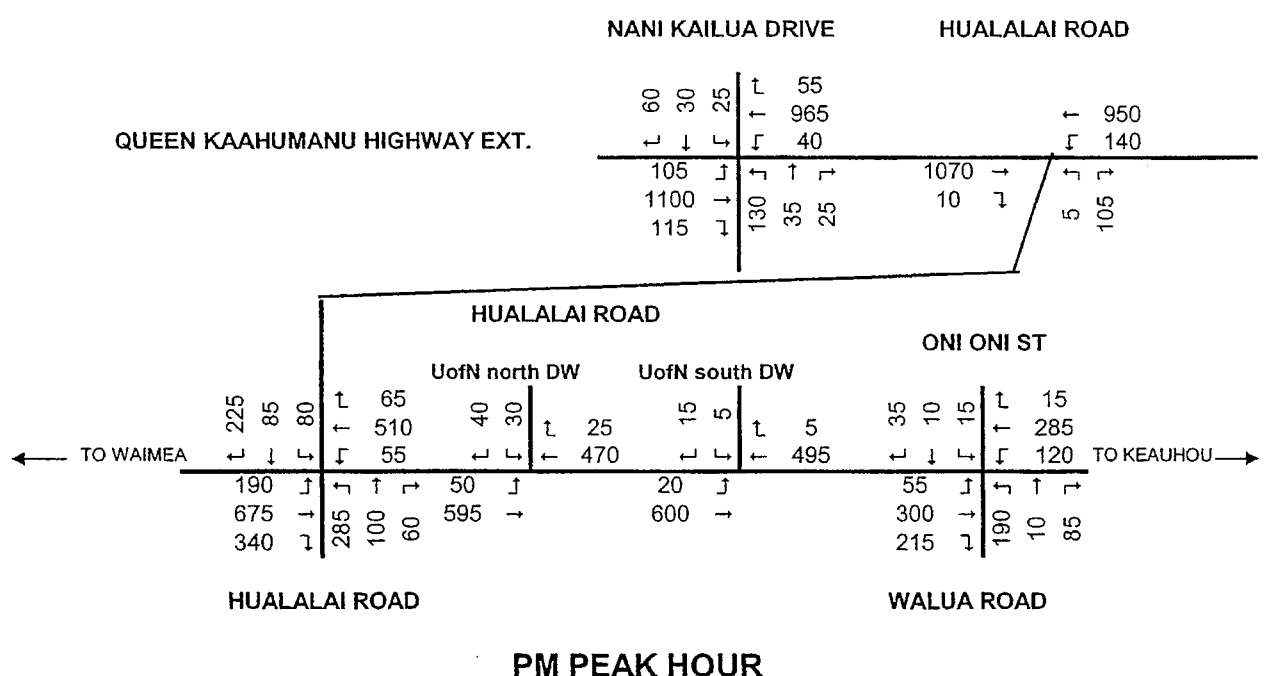 NANI KAILUA DRIVE HUALALAI ROAD
60 30 25 55
965 950
QUEEN KAAHUMANU HIGHWAY EXT. 40 140
105 1070
1100 130 35 25 10 5 105
115
HUALALAI ROAD
ONI ONI ST
UofN north DW UofN south DW
225 85 80 65 40 30 15 5 35 10 15 15
510 25 5 285
← TO WAIMEA 55 470 495 120 TO KEAUHOU →
190 50 20 55
675 285 100 60 595 600 300 190 10 85
340 215
HUALALAI ROAD WALUA ROAD
PM PEAK HOUR